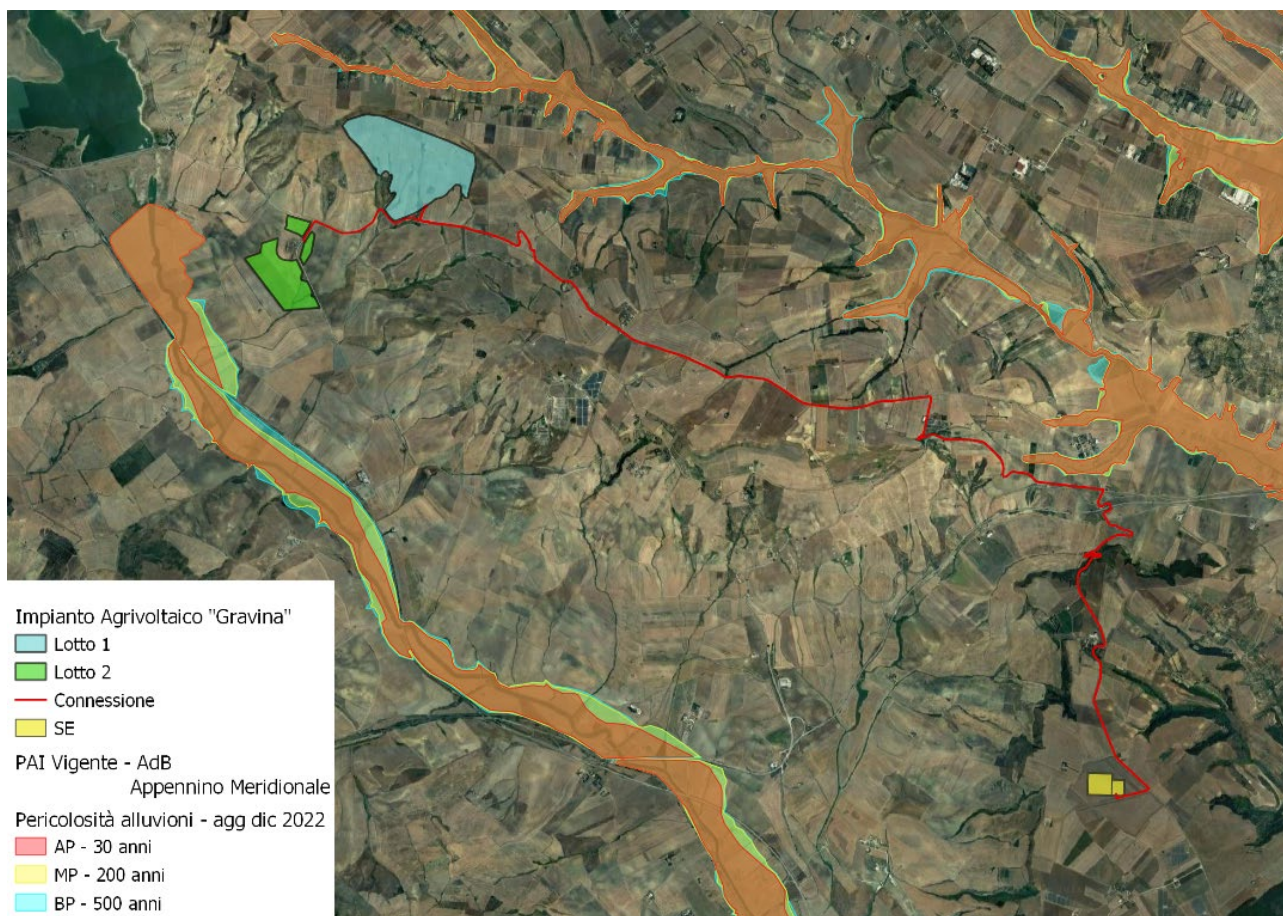 Impianto Agrivoltaico "Gravina"
Lotto 1
Lotto 2
Connessione
SE
PAI Vigente - AdB
Appennino Meridionale
Pericolosità alluvioni - agg dic 2022
AP - 30 anni
MP - 200 anni
BP - 500 anni